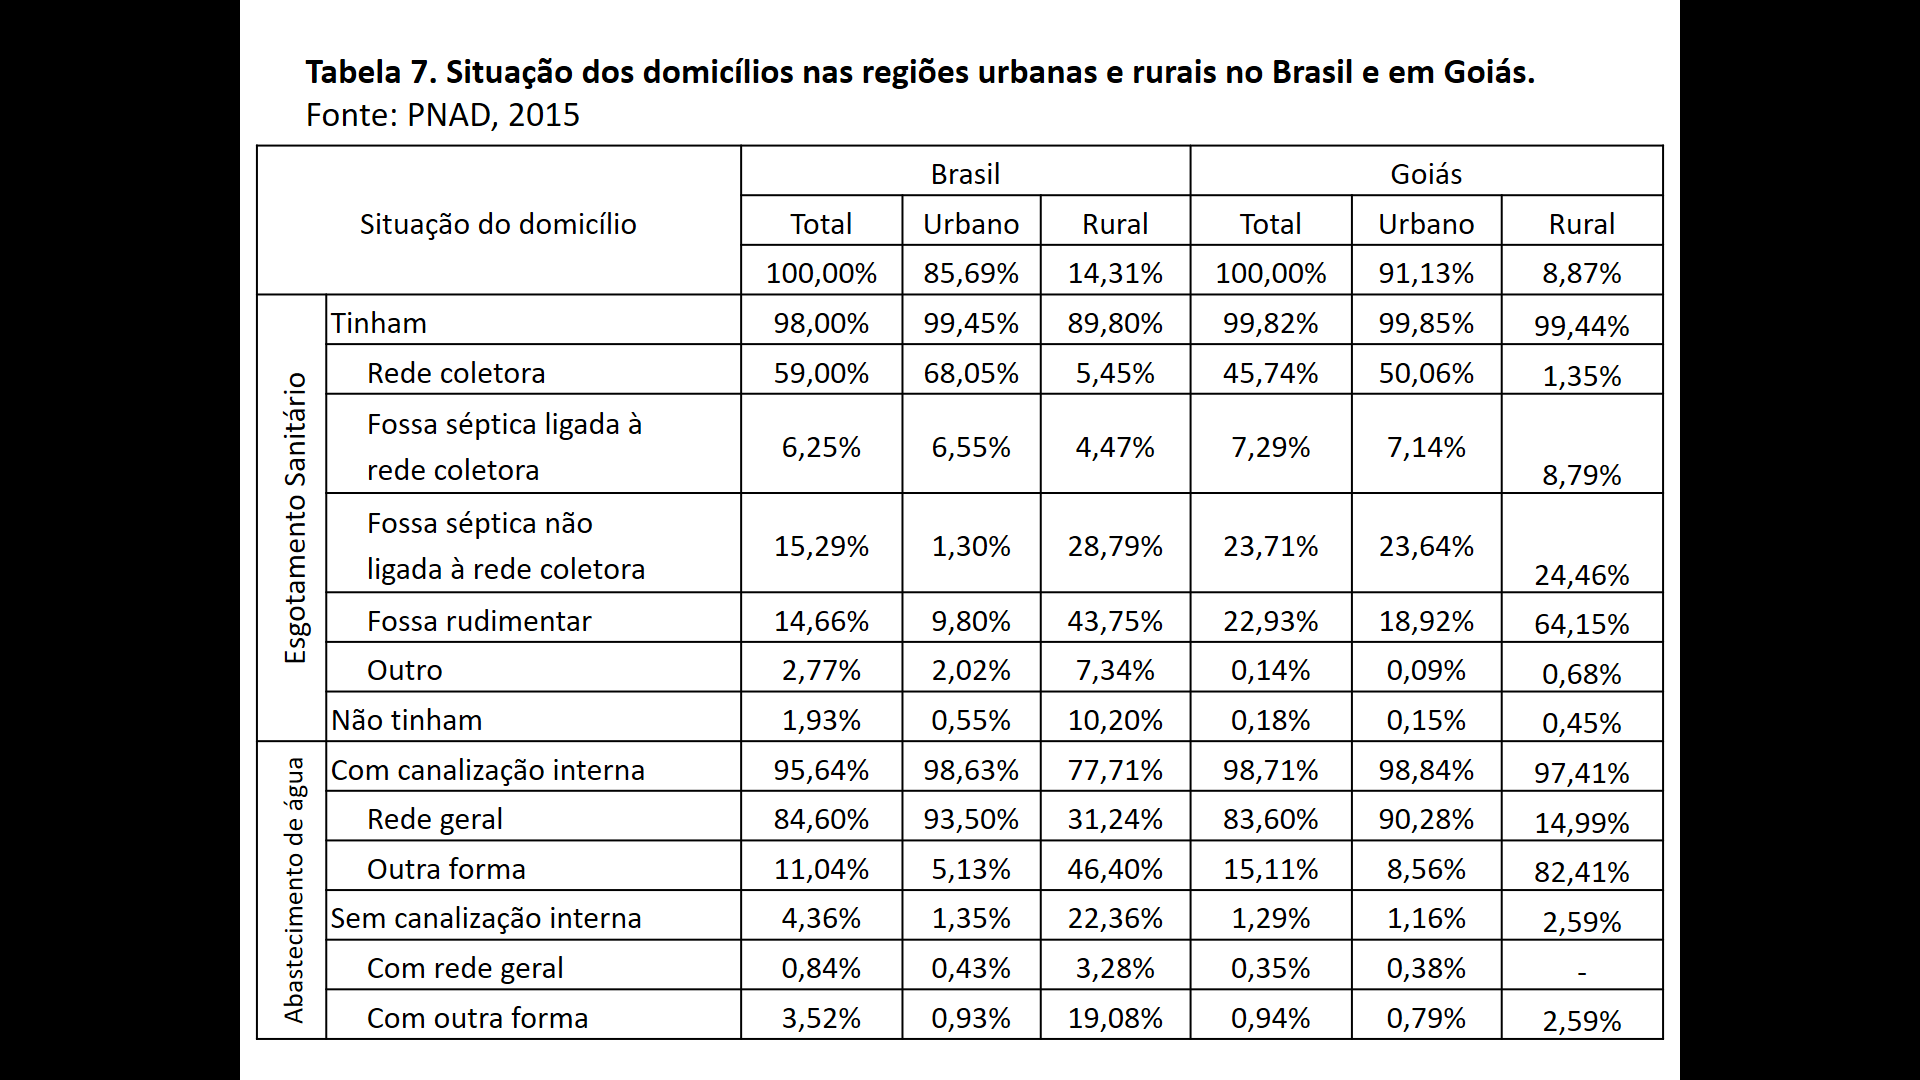 Tabela 7. Situação dos domicílios nas regiões urbanas e rurais no Brasil e em Goiás.
Fonte: PNAD, 2015
Situação do domicílio
Brasil Goiás
Total Urbano Rural Total Urbano Rural
100,00% 85,69% 14,31% 100,00% 91,13% 8,87%
Esgotamento Sanitário
Tinham 98,00% 99,45% 89,80% 99,82% 99,85% 99,44%
Rede coletora 59,00% 68,05% 5,45% 45,74% 50,06% 1,35%
Fossa séptica ligada à
rede coletora 6,25% 6,55% 4,47% 7,29% 7,14% 8,79%
Fossa séptica não
ligada à rede coletora 15,29% 1,30% 28,79% 23,71% 23,64% 24,46%
Fossa rudimentar 14,66% 9,80% 43,75% 22,93% 18,92% 64,15%
Outro 2,77% 2,02% 7,34% 0,14% 0,09% 0,68%
Não tinham 1,93% 0,55% 10,20% 0,18% 0,15% 0,45%
Abastecimento de água
Com canalização interna 95,64% 98,63% 77,71% 98,71% 98,84% 97,41%
Rede geral 84,60% 93,50% 31,24% 83,60% 90,28% 14,99%
Outra forma 11,04% 5,13% 46,40% 15,11% 8,56% 82,41%
Sem canalização interna 4,36% 1,35% 22,36% 1,29% 1,16% 2,59%
Com rede geral 0,84% 0,43% 3,28% 0,35% 0,38% -
Com outra forma 3,52% 0,93% 19,08% 0,94% 0,79% 2,59%